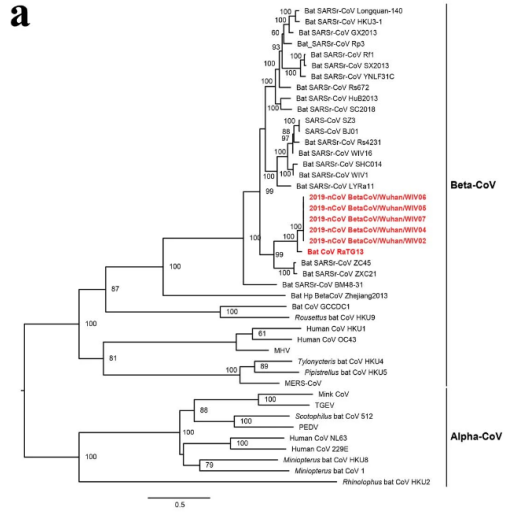 a
Bat SARSr-CoV Longquan-140
Bat SARSr-CoV HKU3-1
Bat SARSr-CoV GX2013
Bat_SARSr-CoV Rp3
Bat SARSr-CoV Rf1
Bat SARSr-CoV SX2013
Bat SARSr-CoV YNLF31C
Bat SARSr-CoV Rs672
Bat SARSr-CoV HuB2013
Bat SARSr-CoV SC2018
SARS-CoV SZ3
SARS-CoV BJ01
Bat SARSr-CoV Rs4231
Bat SARSr-CoV WIV16
Bat SARSr-CoV SHC014
Bat SARSr-CoV WIV1
Bat SARSr-CoV LYRa11
2019-nCoV BetaCoV/Wuhan/WIV06
2019-nCoV BetaCoV/Wuhan/WIV05
2019-nCoV BetaCoV/Wuhan/WIV07
2019-nCoV BetaCoV/Wuhan/WIV04
2019-nCoV BetaCoV/Wuhan/WIV02
Bat CoV RaTG13
Bat SARSr-CoV ZC45
Bat SARSr-CoV ZXC21
Bat SARSr-CoV BM48-31
Bat Hp BetaCoV Zhejiang2013
Bat CoV GCCDC1
Rousettus bat CoV HKU9
Human CoV HKU1
Human CoV OC43
MHV
Tylonycteris bat CoV HKU4
Pipistrellus bat CoV HKU5
MERS-CoV
Mink CoV
TGEV
Scotophilus bat CoV 512
PEDV
Human CoV NL63
Human CoV 229E
Miniopterus bat CoV HKU8
Miniopterus bat CoV 1
Rhinolophus bat CoV HKU2
Beta-CoV
Alpha-CoV
100
100
60
93
100
100
100
100
100
88
97
100
100
100
99
100
100
99
100
100
87
100
61
100
81
89
100
100
88
100
100
100
100
79
100
0.5